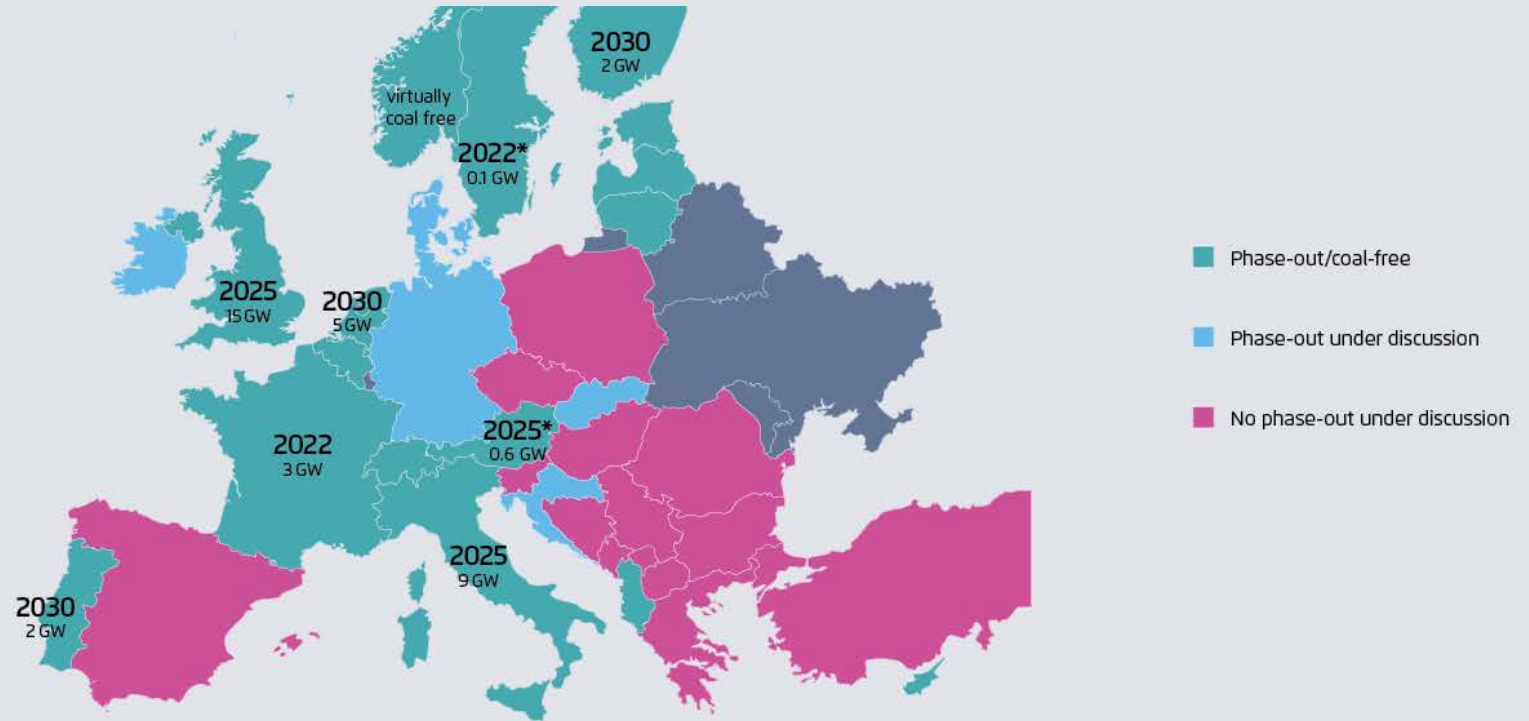 2030
2 GW
virtually
coal free
2022*
0.1 GW
2025
15 GW
2030
5 GW
2022
3 GW
2025*
0.6 GW
2025
9 GW
2030
2 GW
Phase-out/coal-free
Phase-out under discussion
No phase-out under discussion